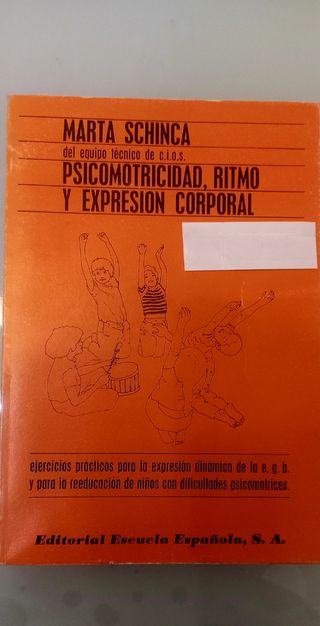 MARTA SCHINCA
del equipo técnico de c.i.o.s.
PSICOMOTRICIDAD, RITMO
Y EXPRESION CORPORAL
ejercicios prácticos para la expresión dinámica de la e. g. b.
y para la reeducación de niños con dificultades psicomotrices.
Editorial Escuela Española, S. A.